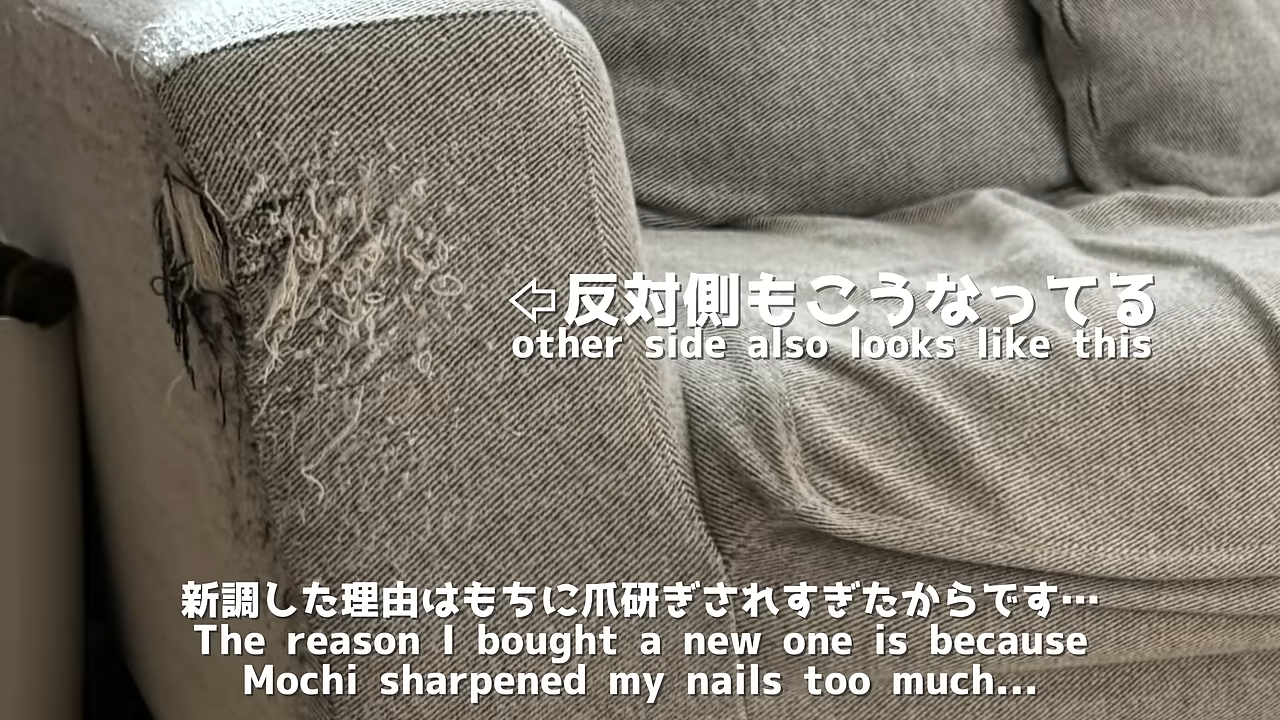 ⇦反対側もこうなってる
other side also looks like this
新調した理由はもちに爪研ぎされすぎたからです…
The reason I bought a new one is because
Mochi sharpened my nails too much...